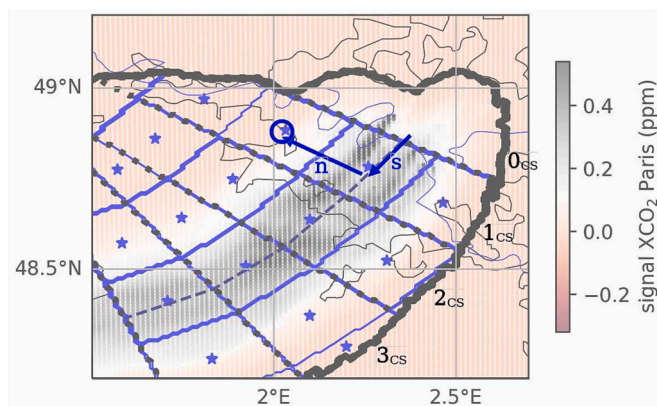 49°N
48.5°N
2°E
2.5°E
n
s
0CS
1CS
2CS
3CS
0.4
0.2
0.0
−0.2
signal XCO₂ Paris (ppm)